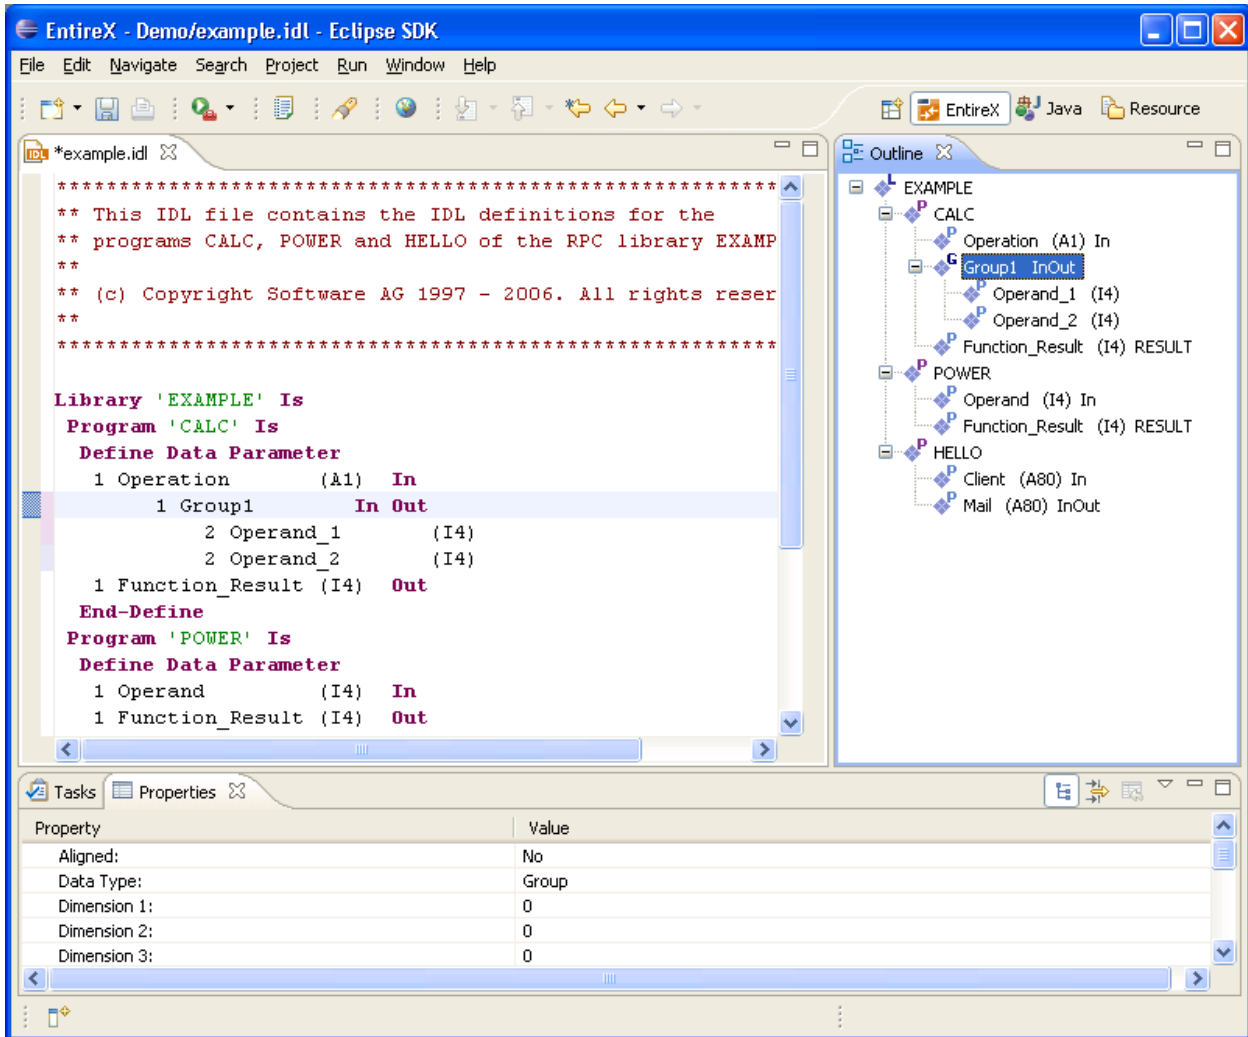 EntireX - Demo/example.idl - Eclipse SDK
File Edit Navigate Search Project Run Window Help
EntireX Java Resource
IDL *example.idl
**********************************************************
** This IDL file contains the IDL definitions for the
** programs CALC, POWER and HELLO of the RPC library EXAMP
**
** (c) Copyright Software AG 1997 - 2006. All rights reser
**
**********************************************************
Library 'EXAMPLE' Is
Program 'CALC' Is
Define Data Parameter
1 Operation (A1) In
1 Group1 In Out
2 Operand_1 (I4)
2 Operand_2 (I4)
1 Function_Result (I4) Out
End-Define
Program 'POWER' Is
Define Data Parameter
1 Operand (I4) In
1 Function_Result (I4) Out
Outline
L EXAMPLE
P CALC
P Operation (A1) In
G Group1 InOut
P Operand_1 (I4)
P Operand_2 (I4)
P Function_Result (I4) RESULT
P POWER
P Operand (I4) In
P Function_Result (I4) RESULT
P HELLO
P Client (A80) In
P Mail (A80) InOut
Tasks Properties
Property Value
Aligned: No
Data Type: Group
Dimension 1: 0
Dimension 2: 0
Dimension 3: 0